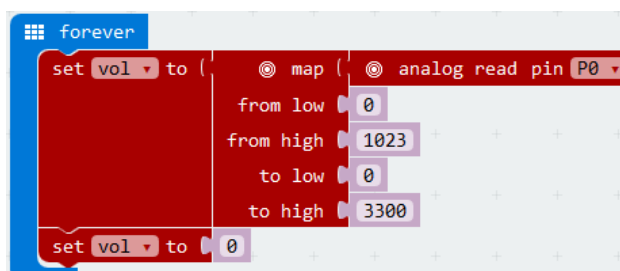 forever
set vol to map analog read pin P0
from low 0
from high 1023
to low 0
to high 3300
set vol to 0